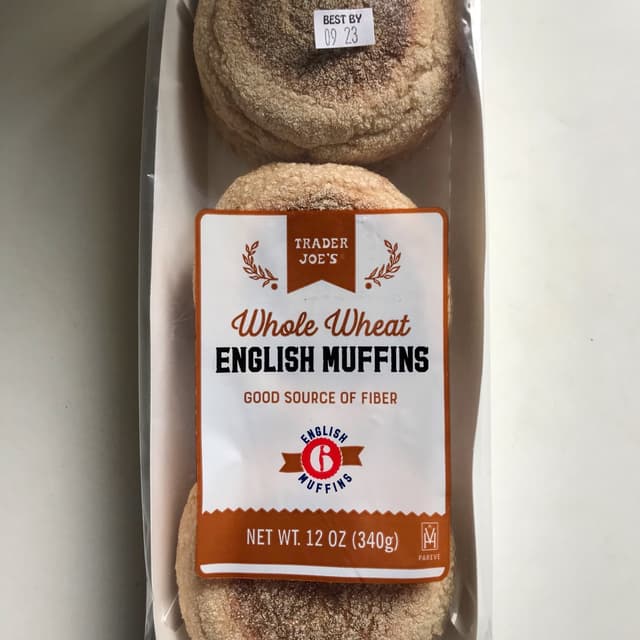 BEST BY
09 23
TRADER
JOE'S
Whole Wheat
ENGLISH MUFFINS
GOOD SOURCE OF FIBER
ENGLISH
6
MUFFINS
NET WT. 12 OZ (340g)
PAREVE